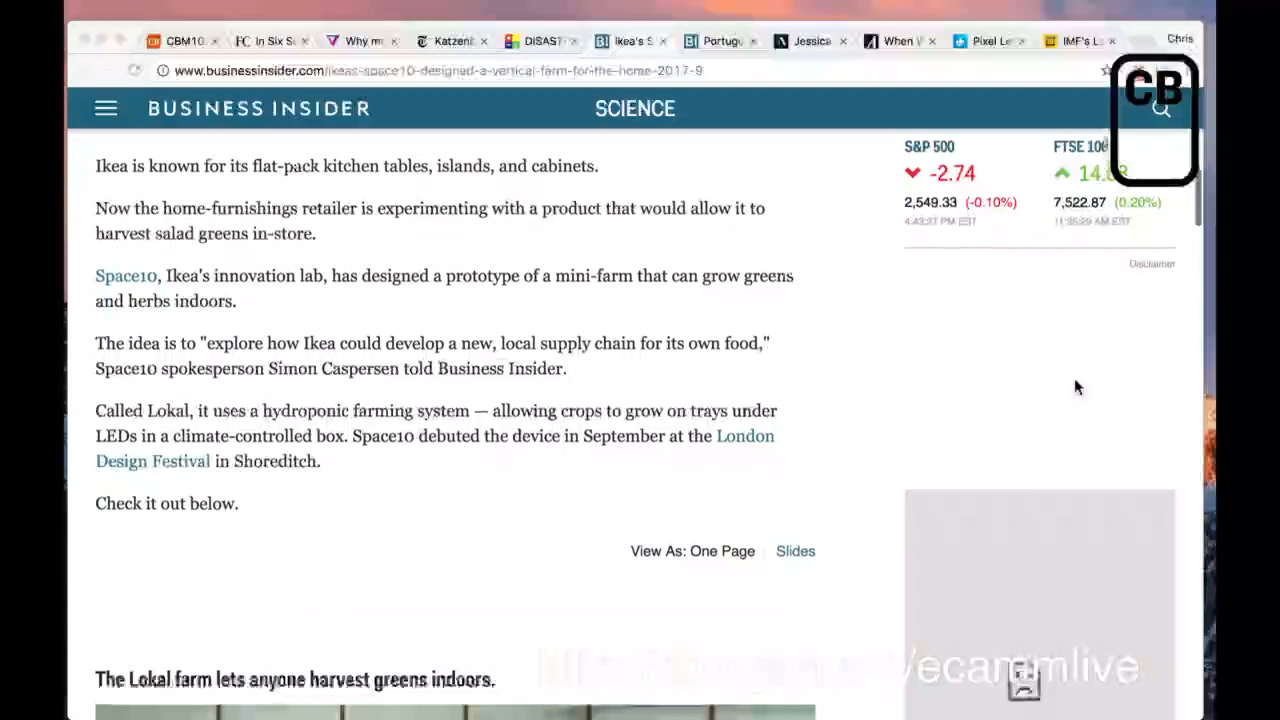 CBM10
In Six S
Why m
Katzenb
DISAST
Ikea's S
Portugu
Jessica
When V
Pixel Le
IMF's L
Chris
www.businessinsider.com/ikeas-space10-designed-a-vertical-farm-for-the-home-2017-9
CB
BUSINESS INSIDER
SCIENCE
S&P 500
FTSE 100
-2.74
2,549.33 (-0.10%)
7,522.87 (0.20%)
Disclaimer
Ikea is known for its flat-pack kitchen tables, islands, and cabinets.
Now the home-furnishings retailer is experimenting with a product that would allow it to
harvest salad greens in-store.
Space10, Ikea's innovation lab, has designed a prototype of a mini-farm that can grow greens
and herbs indoors.
The idea is to "explore how Ikea could develop a new, local supply chain for its own food,"
Space10 spokesperson Simon Caspersen told Business Insider.
Called Lokal, it uses a hydroponic farming system — allowing crops to grow on trays under
LEDs in a climate-controlled box. Space10 debuted the device in September at the London
Design Festival in Shoreditch.
Check it out below.
View As: One Page Slides
The Lokal farm lets anyone harvest greens indoors.
/ecammlive